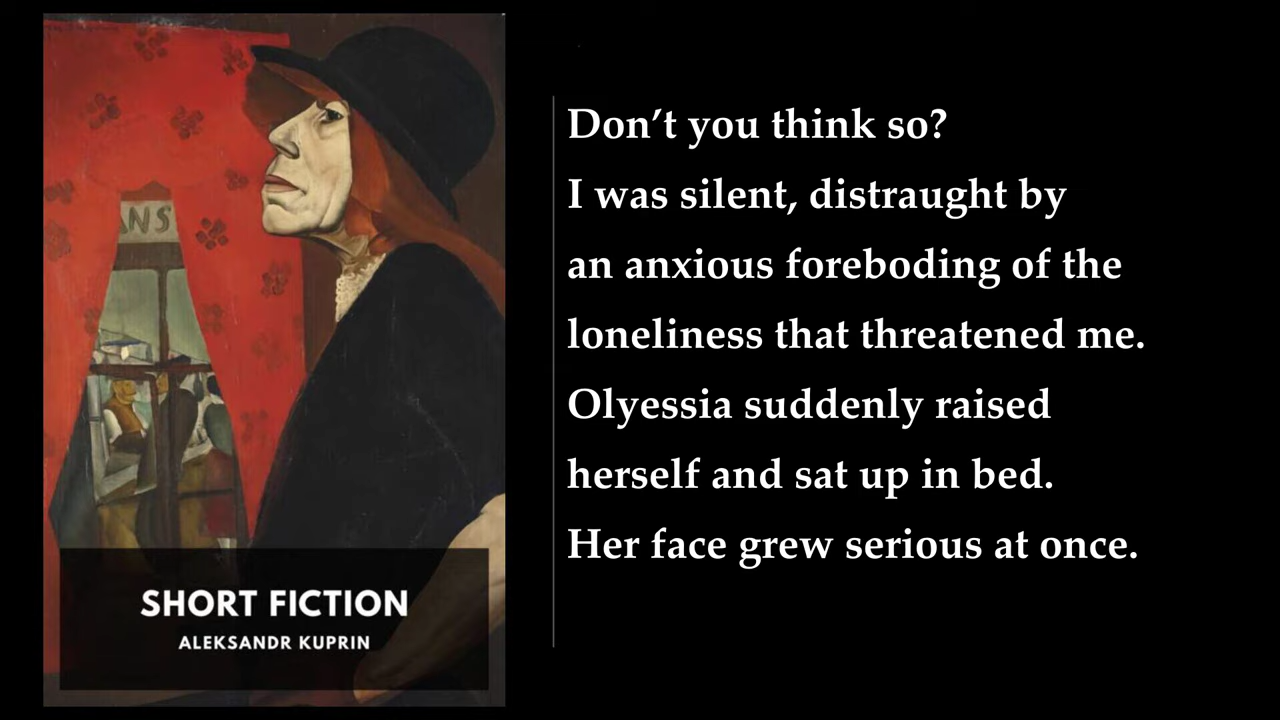 ANS
SHORT FICTION
ALEKSANDR KUPRIN
Don’t you think so?
I was silent, distraught by
an anxious foreboding of the
loneliness that threatened me.
Olyessia suddenly raised
herself and sat up in bed.
Her face grew serious at once.